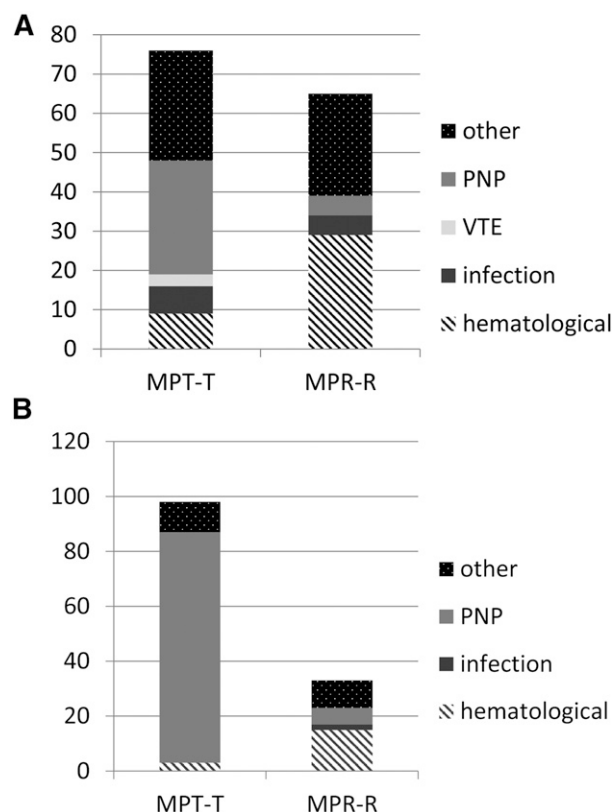 A
80
70
60
50
40
30
20
10
0
MPT-T MPR-R
other
PNP
VTE
infection
hematological
B
120
100
80
60
40
20
0
MPT-T MPR-R
other
PNP
infection
hematological